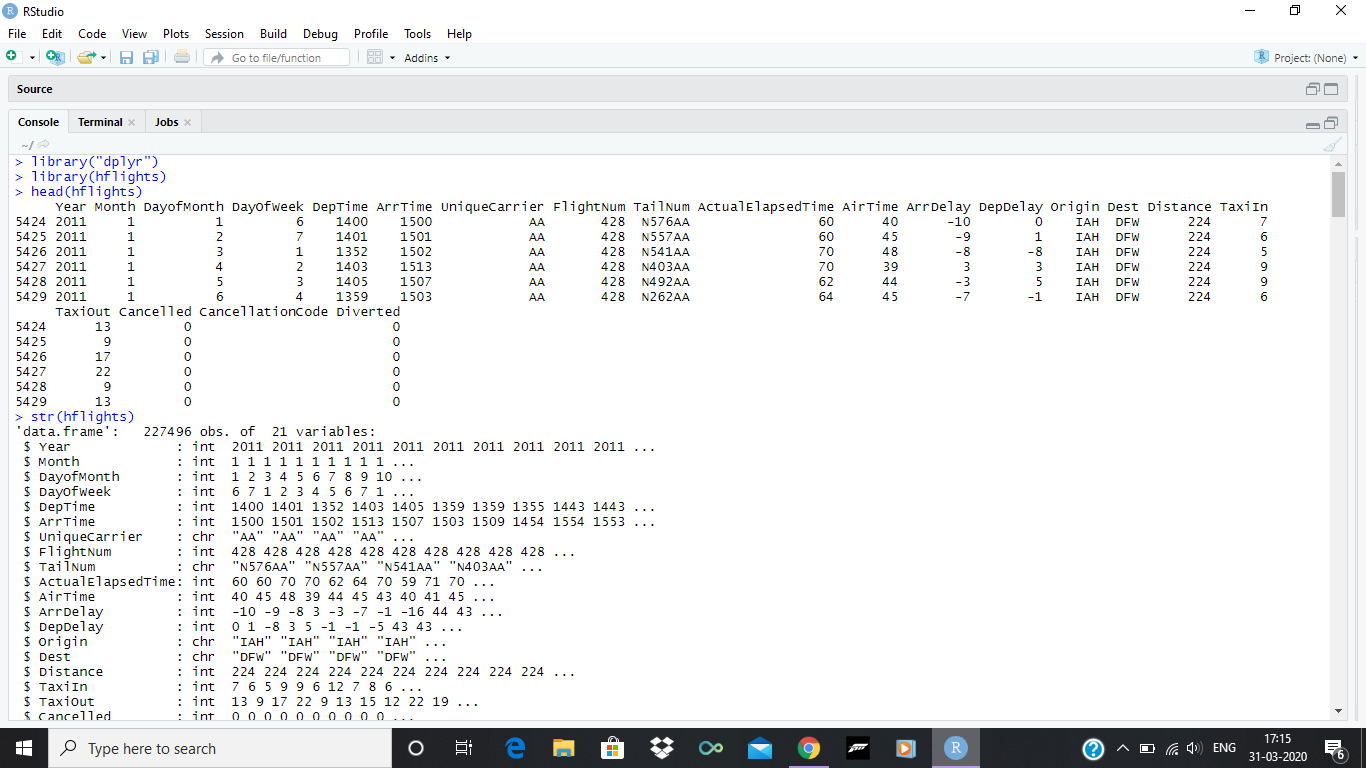 RStudio
File Edit Code View Plots Session Build Debug Profile Tools Help
Go to file/function Addins Project: (None)
Source
Console Terminal Jobs
~/
> library("dplyr")
> library(hflights)
> head(hflights)
Year Month DayofMonth DayOfWeek DepTime ArrTime UniqueCarrier FlightNum TailNum ActualElapsedTime AirTime ArrDelay DepDelay Origin Dest Distance TaxiIn
5424 2011 1 1 6 1400 1500 AA 428 N576AA 60 40 -10 0 IAH DFW 224 7
5425 2011 1 2 7 1401 1501 AA 428 N557AA 60 45 -9 1 IAH DFW 224 6
5426 2011 1 3 1 1352 1502 AA 428 N541AA 70 48 -8 -8 IAH DFW 224 5
5427 2011 1 4 2 1403 1513 AA 428 N403AA 70 39 3 3 IAH DFW 224 9
5428 2011 1 5 3 1405 1507 AA 428 N492AA 62 44 -3 5 IAH DFW 224 9
5429 2011 1 6 4 1359 1503 AA 428 N262AA 64 45 -7 -1 IAH DFW 224 6
TaxiOut Cancelled CancellationCode Diverted
5424 13 0 0
5425 9 0 0
5426 17 0 0
5427 22 0 0
5428 9 0 0
5429 13 0 0
> str(hflights)
'data.frame': 227496 obs. of 21 variables:
$ Year : int 2011 2011 2011 2011 2011 2011 2011 2011 2011 2011 ...
$ Month : int 1 1 1 1 1 1 1 1 1 1 ...
$ DayofMonth : int 1 2 3 4 5 6 7 8 9 10 ...
$ DayOfWeek : int 6 7 1 2 3 4 5 6 7 1 ...
$ DepTime : int 1400 1401 1352 1403 1405 1359 1359 1355 1443 1443 ...
$ ArrTime : int 1500 1501 1502 1513 1507 1503 1509 1454 1554 1553 ...
$ UniqueCarrier : chr "AA" "AA" "AA" "AA" ...
$ FlightNum : int 428 428 428 428 428 428 428 428 428 428 ...
$ TailNum : chr "N576AA" "N557AA" "N541AA" "N403AA" ...
$ ActualElapsedTime: int 60 60 70 70 62 64 70 59 71 70 ...
$ AirTime : int 40 45 48 39 44 45 43 40 41 45 ...
$ ArrDelay : int -10 -9 -8 3 -3 -7 -1 -16 44 43 ...
$ DepDelay : int 0 1 -8 3 5 -1 -1 -5 43 43 ...
$ Origin : chr "IAH" "IAH" "IAH" "IAH" ...
$ Dest : chr "DFW" "DFW" "DFW" "DFW" ...
$ Distance : int 224 224 224 224 224 224 224 224 224 224 ...
$ TaxiIn : int 7 6 5 9 9 6 12 7 8 6 ...
$ TaxiOut : int 13 9 17 22 9 13 15 12 22 19 ...
$ Cancelled : int 0 0 0 0 0 0 0 0 0 0 ...
Type here to search
ENG
17:15
31-03-2020
6